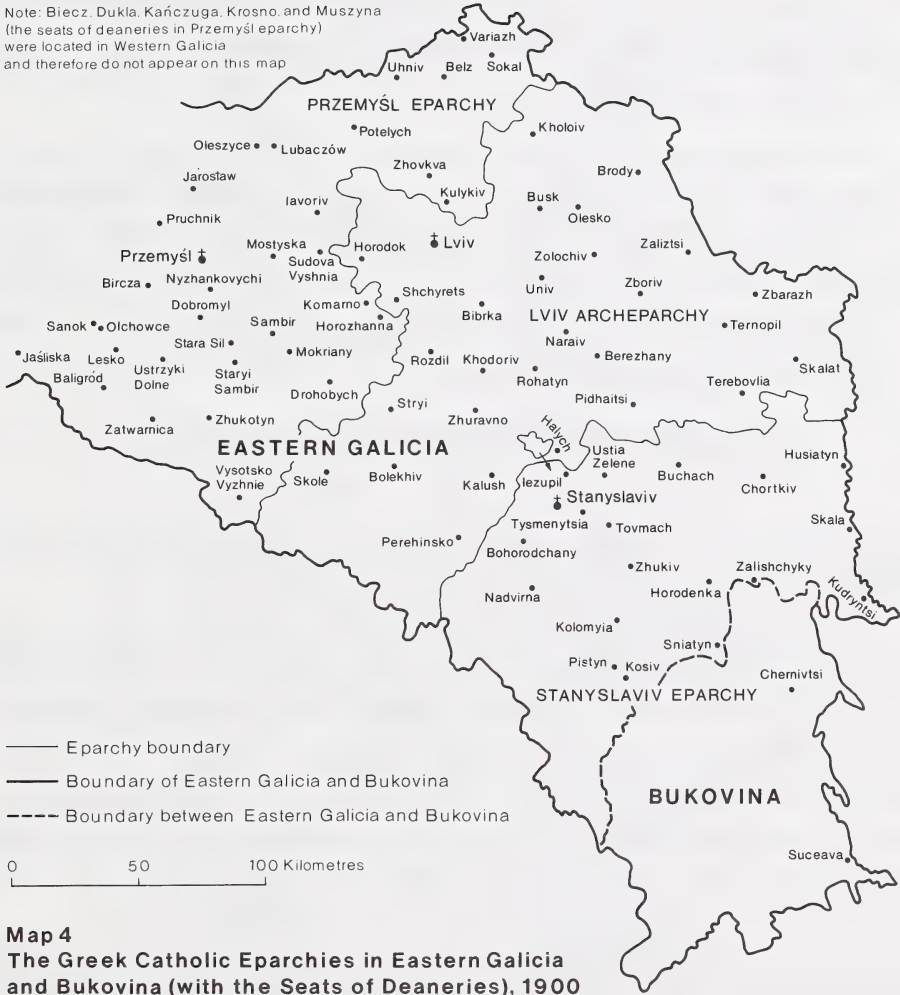 Note: Biecz, Dukla, Kańczuga, Krosno, and Muszyna
(the seats of deaneries in Przemyśl eparchy)
were located in Western Galicia
and therefore do not appear on this map
Variazh
Uhniv
Belz
Sokal
PRZEMYŚL EPARCHY
Potelych
Kholoiv
Oleszyce
Lubaczów
Zhovkva
Brody
Jarosław
Kulykiv
Iavoriv
Busk
Olesko
Pruchnik
Lviv
Mostyska
Horodok
Zaliztsi
Przemyśl
Sudova
Vyshnia
Zolochiv
Bircza
Nyzhankovychi
Univ
Zboriv
Shchyrets
Zbarazh
Dobromyl
Komarno
Bibrka
LVIV ARCHEPARCHY
Sanok
Olchowce
Sambir
Horozhanna
Ternopil
Stara Sil
Naraiv
Jaśliska
Lesko
Mokriany
Rozdil
Khodoriv
Berezhany
Ustrzyki
Dolne
Staryi
Sambir
Rohatyn
Skalat
Baligród
Drohobych
Terebovlia
Stryi
Pidhaitsi
Zatwarnica
Zhukotyn
Zhuravno
EASTERN GALICIA
Halych
Ustia
Zelene
Husiatyn
Vysotsko
Vyzhnie
Skole
Bolekhiv
Kalush
Iezupil
Buchach
Chortkiv
Stanyslaviv
Tysmenytsia
Tovmach
Skala
Perehinsko
Bohorodchany
Zhukiv
Zalishchyky
Nadvirna
Horodenka
Kudryntsi
Kolomyia
Sniatyn
Pistyn
Kosiv
Chernivtsi
STANYSLAVIV EPARCHY
Eparchy boundary
Boundary of Eastern Galicia and Bukovina
Boundary between Eastern Galicia and Bukovina
BUKOVINA
0 50 100 Kilometres
Suceava
Map 4
The Greek Catholic Eparchies in Eastern Galicia
and Bukovina (with the Seats of Deaneries), 1900